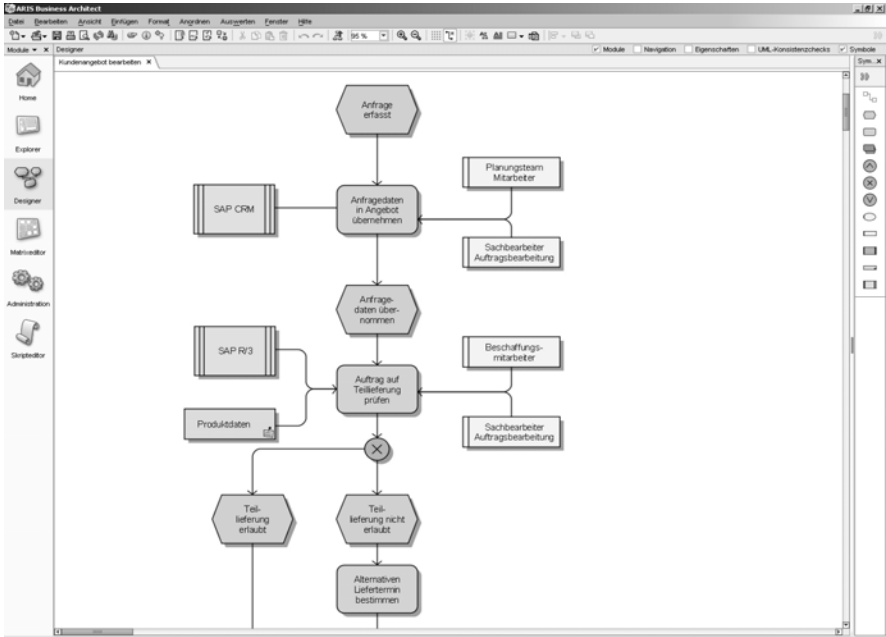 ARIS Business Architect
Datei Bearbeiten Ansicht Einfügen Format Anordnen Auswerten Fenster Hilfe
95 %
Module Designer
Module Navigation Eigenschaften UML-Konsistenzchecks Symbole
Kundenangebot bearbeiten
Sym...
Home
Explorer
Designer
Matrixeditor
Administration
Skripteditor
Anfrage
erfasst
Planungsteam
Mitarbeiter
SAP CRM
Anfragedaten
in Angebot
übernehmen
Sachbearbeiter
Auftragsbearbeitung
Anfrage-
daten über-
nommen
SAP R/3
Beschaffungs-
mitarbeiter
Auftrag auf
Teillieferung
prüfen
Produktdaten
Sachbearbeiter
Auftragsbearbeitung
Teil-
lieferung
erlaubt
Teil-
lieferung nicht
erlaubt
Alternativen
Liefertermin
bestimmen